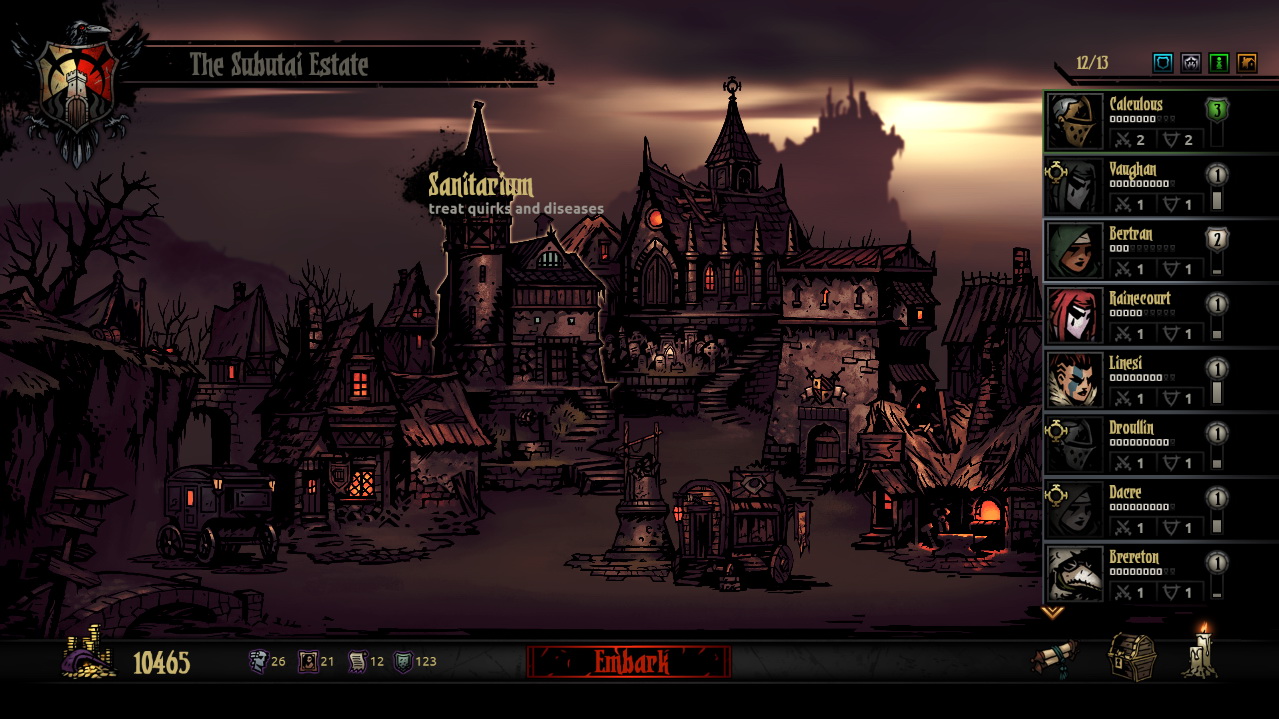 The Subutai Estate
12/13
Sanitarium
treat quirks and diseases
Calculous
3
2 2
Vaughan
1
1 1
Bertran
2
1 1
Rainecourt
1
1 1
Linesi
1
1 1
Droullin
1
1 1
Dacre
1
1 1
Brereton
1
1 1
10465
26 21 12 123
Embark